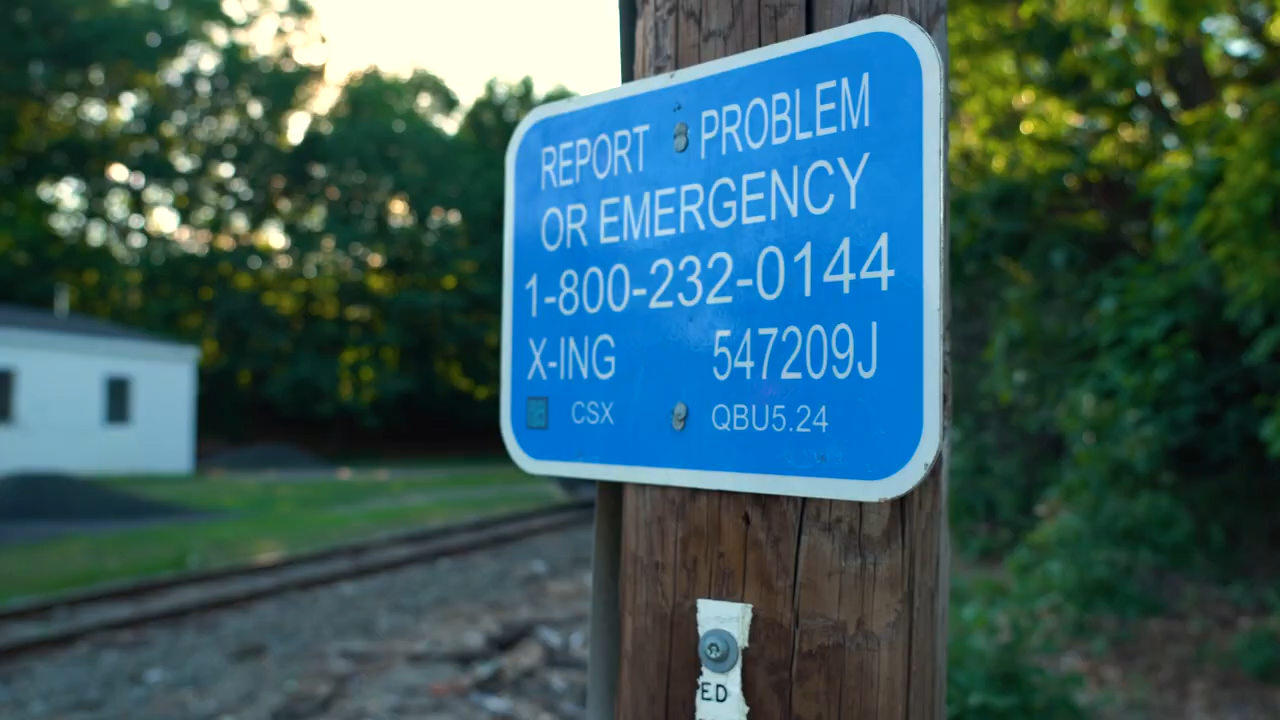 REPORT PROBLEM
OR EMERGENCY
1-800-232-0144
X-ING 547209J
CSX QBU5.24
ED